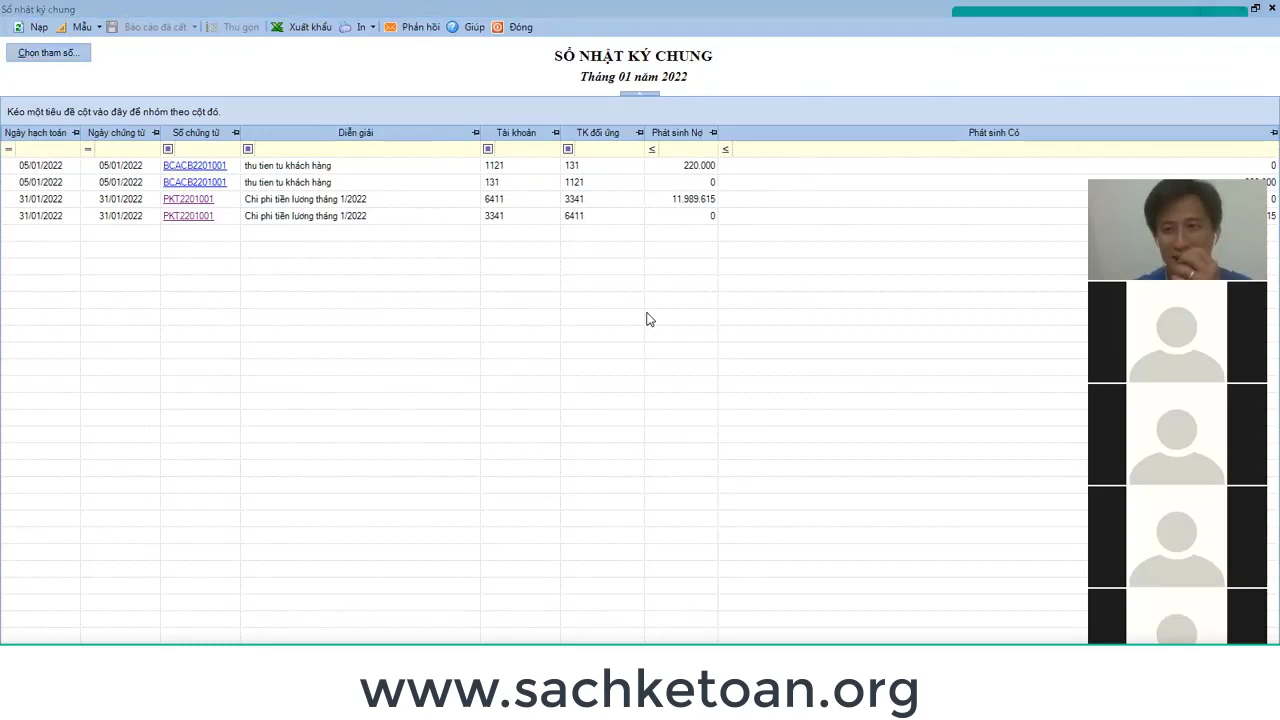 Sổ nhật ký chung
Nạp Mẫu Báo cáo đã cất Thu gọn Xuất khẩu In Phản hồi Giúp Đóng
Chọn tham số...
SỔ NHẬT KÝ CHUNG
Tháng 01 năm 2022
Kéo một tiêu đề cột vào đây để nhóm theo cột đó.
Ngày hạch toán Ngày chứng từ Số chứng từ Diễn giải Tài khoản TK đối ứng Phát sinh Nợ Phát sinh Có
= = ≤ ≤
05/01/2022 05/01/2022 BCACB2201001 thu tien tu khách hàng 1121 131 220.000 0
05/01/2022 05/01/2022 BCACB2201001 thu tien tu khách hàng 131 1121 0
31/01/2022 31/01/2022 PKT2201001 Chi phi tiền lương tháng 1/2022 6411 3341 11.989.615 0
31/01/2022 31/01/2022 PKT2201001 Chi phi tiền lương tháng 1/2022 3341 6411 0 15
www.sachketoan.org